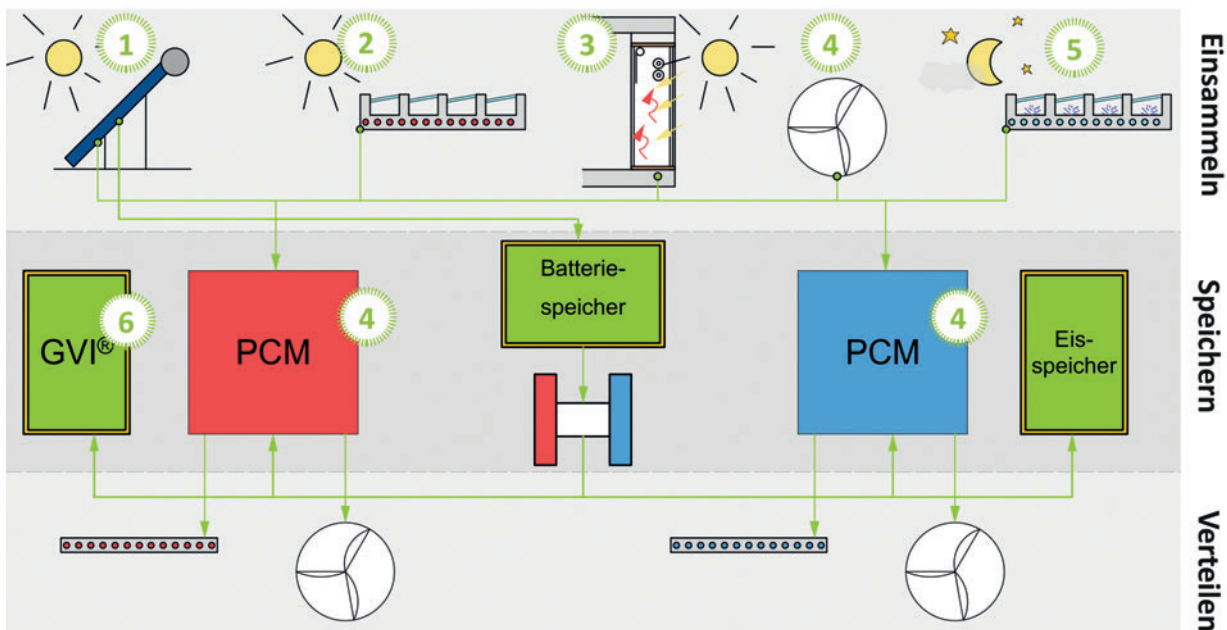 1
2
3
4
5
Einsammeln
GVI®
6
PCM
4
Batterie-
speicher
PCM
4
Eis-
speicher
Speichern
Verteilen